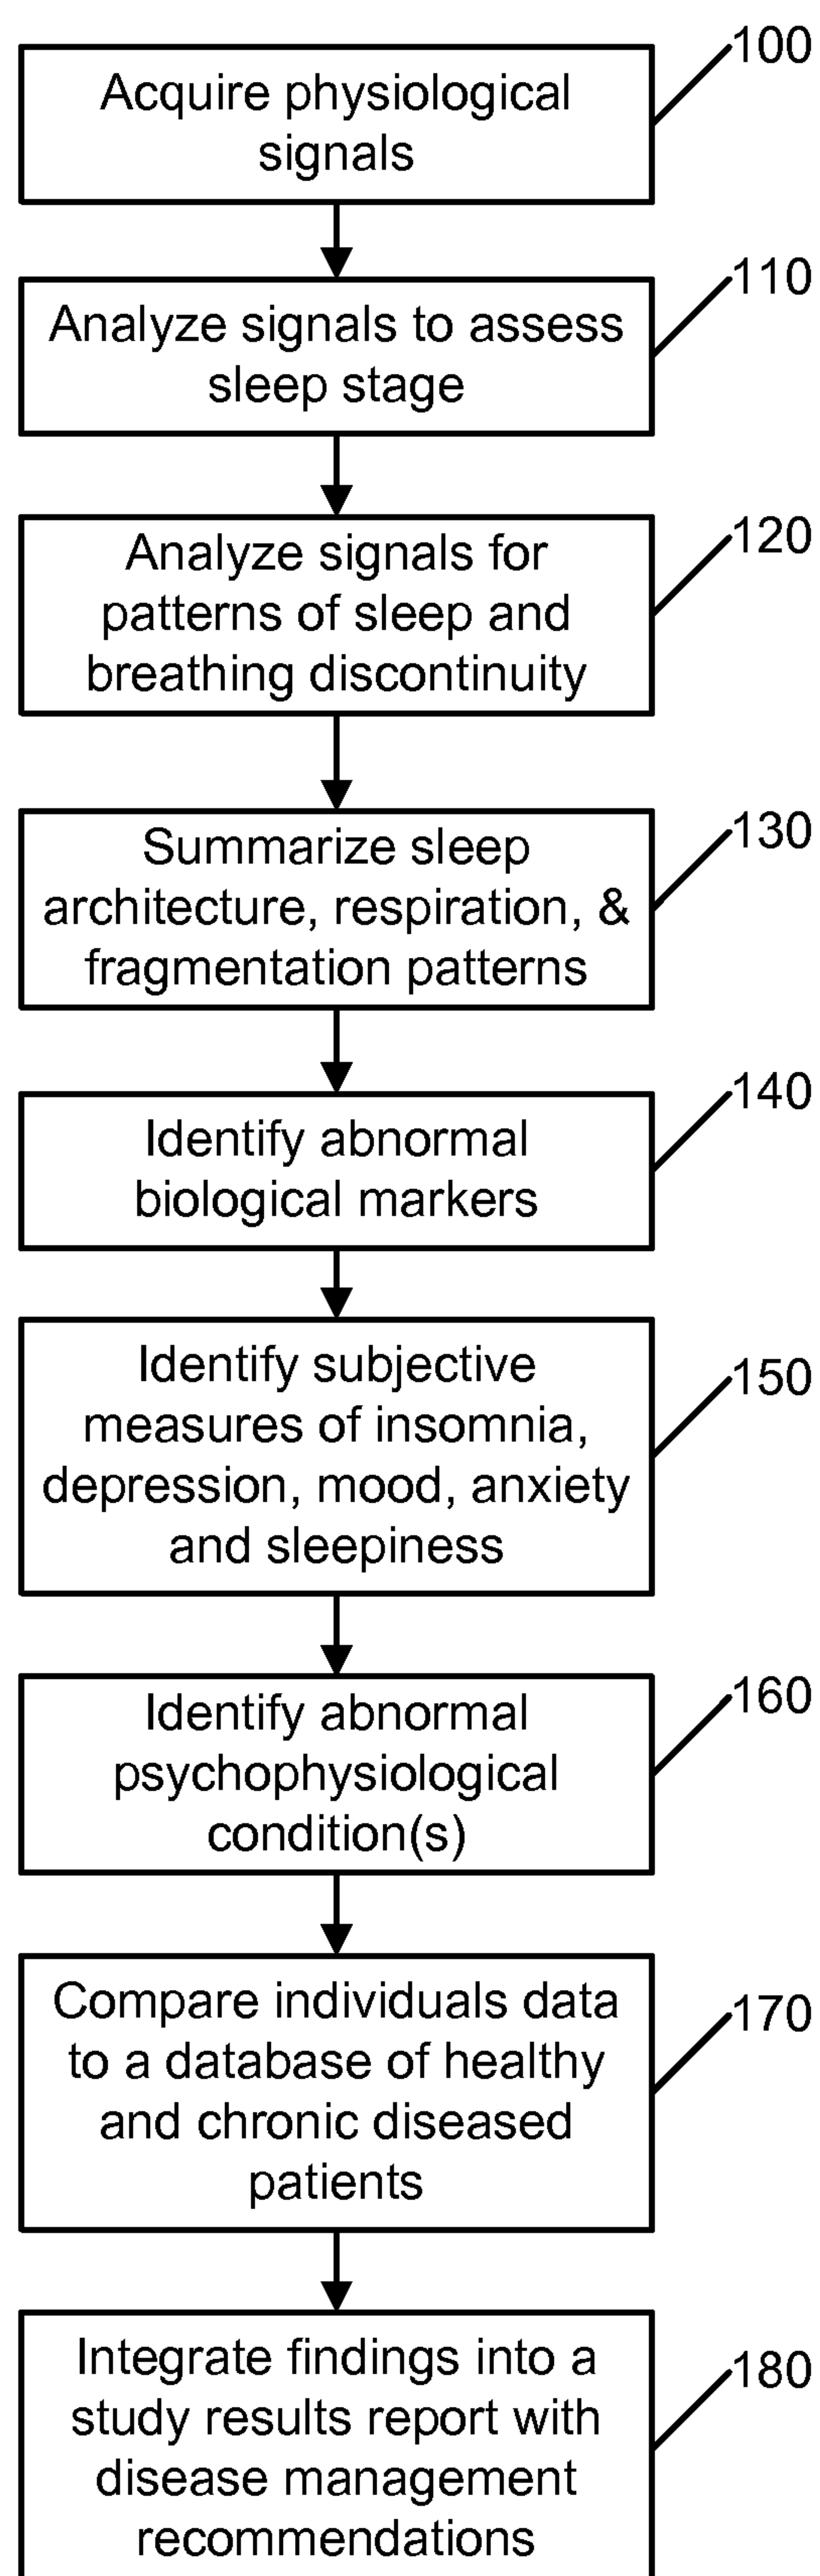 100
Acquire physiological
signals
110
Analyze signals to assess
sleep stage
120
Analyze signals for
patterns of sleep and
breathing discontinuity
130
Summarize sleep
architecture, respiration, &
fragmentation patterns
140
Identify abnormal
biological markers
150
Identify subjective
measures of insomnia,
depression, mood, anxiety
and sleepiness
160
Identify abnormal
psychophysiological
condition(s)
170
Compare individuals data
to a database of healthy
and chronic diseased
patients
180
Integrate findings into a
study results report with
disease management
recommendations